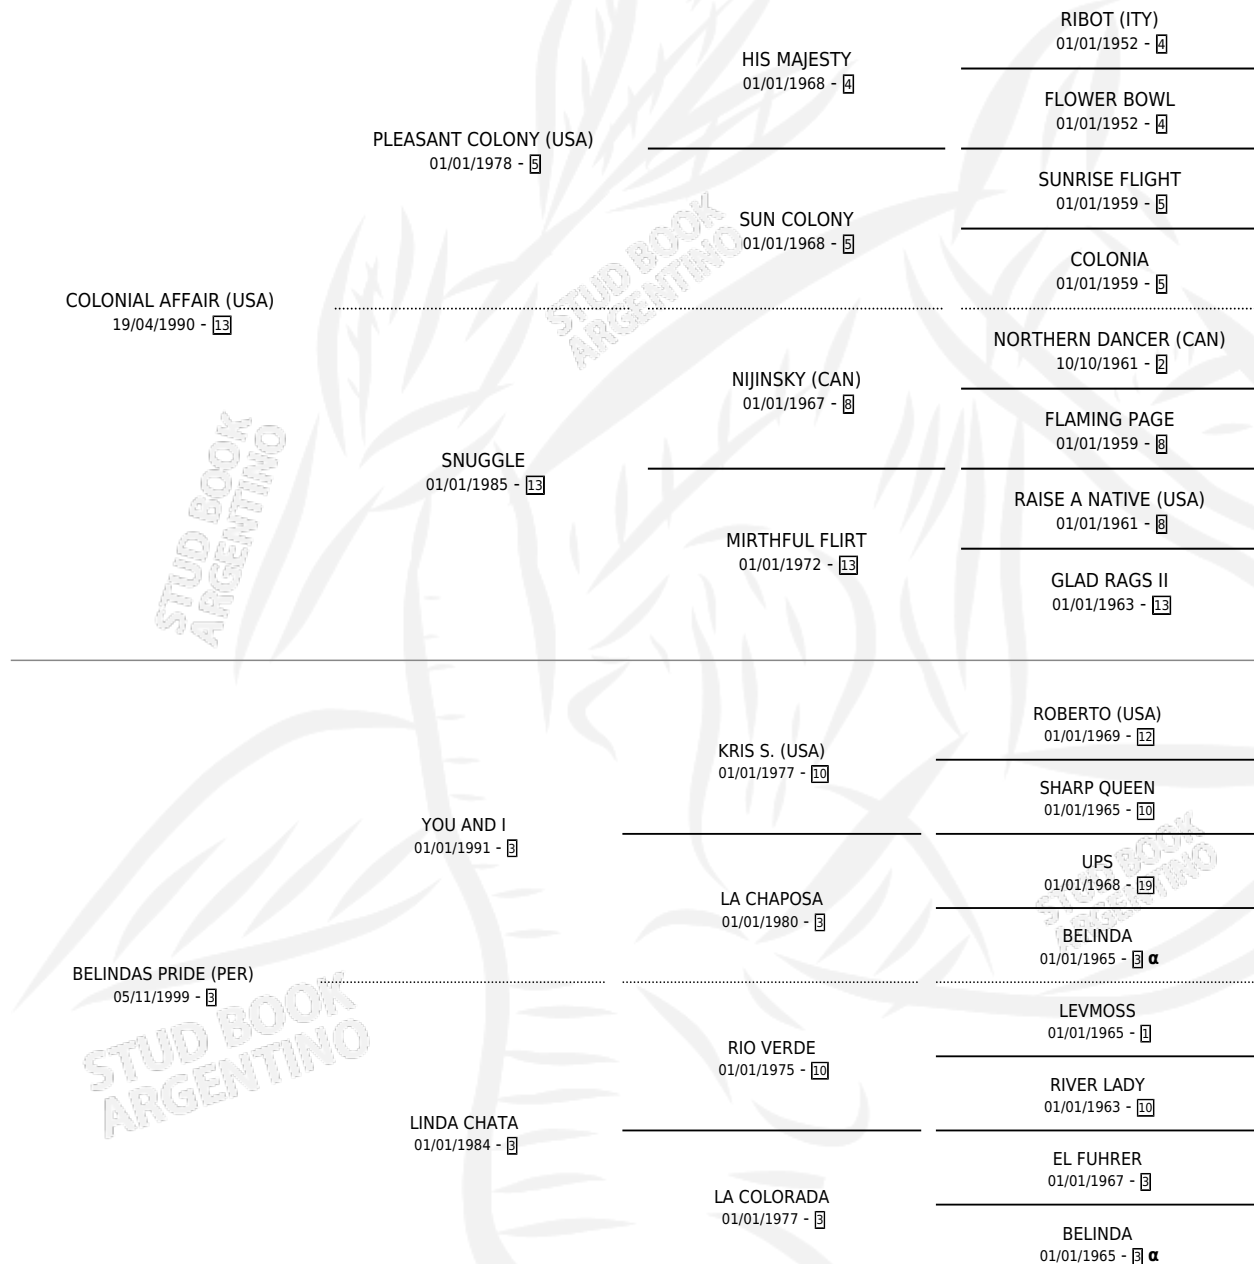 RIBOT (ITY)
01/01/1952 - 4
HIS MAJESTY
01/01/1968 - 4
FLOWER BOWL
01/01/1952 - 4
PLEASANT COLONY (USA)
01/01/1978 - 5
SUNRISE FLIGHT
01/01/1959 - 5
SUN COLONY
01/01/1968 - 5
COLONIA
01/01/1959 - 5
COLONIAL AFFAIR (USA)
19/04/1990 - 13
NORTHERN DANCER (CAN)
10/10/1961 - 2
NIJINSKY (CAN)
01/01/1967 - 8
FLAMING PAGE
01/01/1959 - 8
SNUGGLE
01/01/1985 - 13
RAISE A NATIVE (USA)
01/01/1961 - 8
MIRTHFUL FLIRT
01/01/1972 - 13
GLAD RAGS II
01/01/1963 - 13
ROBERTO (USA)
01/01/1969 - 12
KRIS S. (USA)
01/01/1977 - 10
SHARP QUEEN
01/01/1965 - 10
YOU AND I
01/01/1991 - 3
UPS
01/01/1968 - 19
LA CHAPOSA
01/01/1980 - 3
BELINDA
01/01/1965 - 3 α
BELINDAS PRIDE (PER)
05/11/1999 - 3
LEVMOSS
01/01/1965 - 1
RIO VERDE
01/01/1975 - 10
RIVER LADY
01/01/1963 - 10
LINDA CHATA
01/01/1984 - 3
EL FUHRER
01/01/1967 - 3
LA COLORADA
01/01/1977 - 3
BELINDA
01/01/1965 - 3 α
STUD BOOK
ARGENTINO
STUD BOOK
ARGENTINO
STUD BOOK
ARGENTINO
STUD BOOK
ARGENTINO